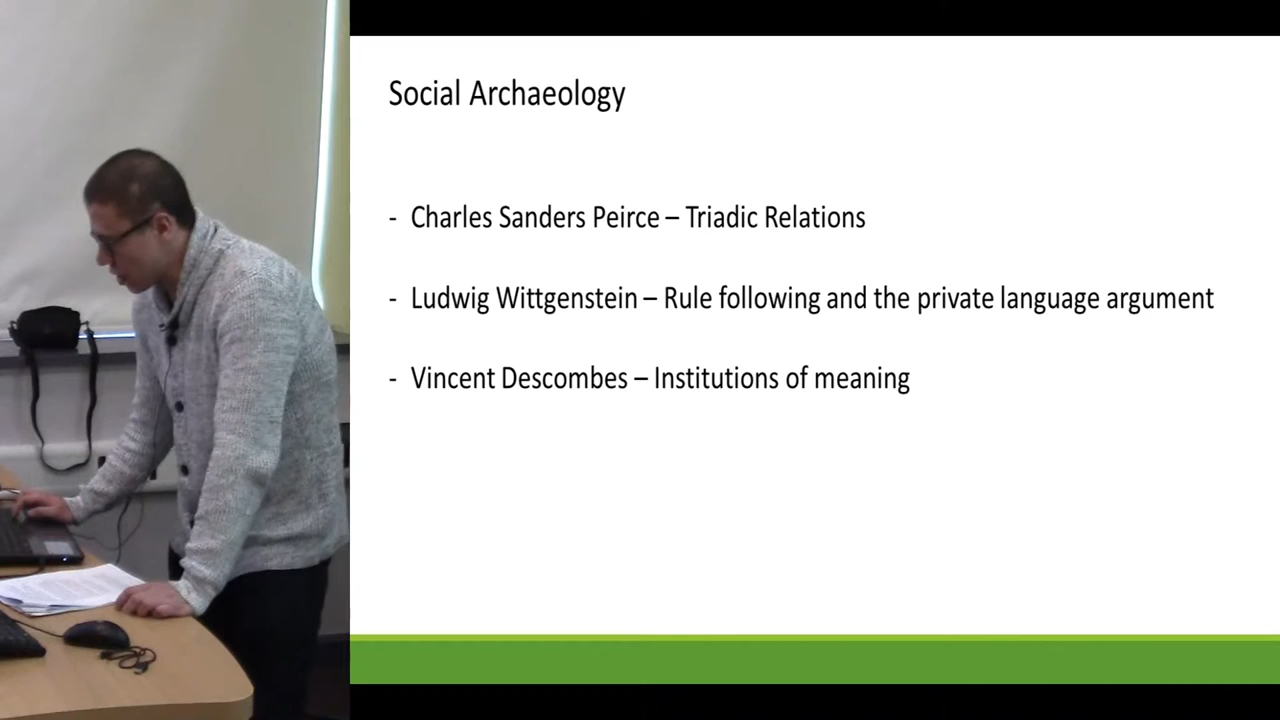 Social Archaeology
- Charles Sanders Peirce – Triadic Relations
- Ludwig Wittgenstein – Rule following and the private language argument
- Vincent Descombes – Institutions of meaning